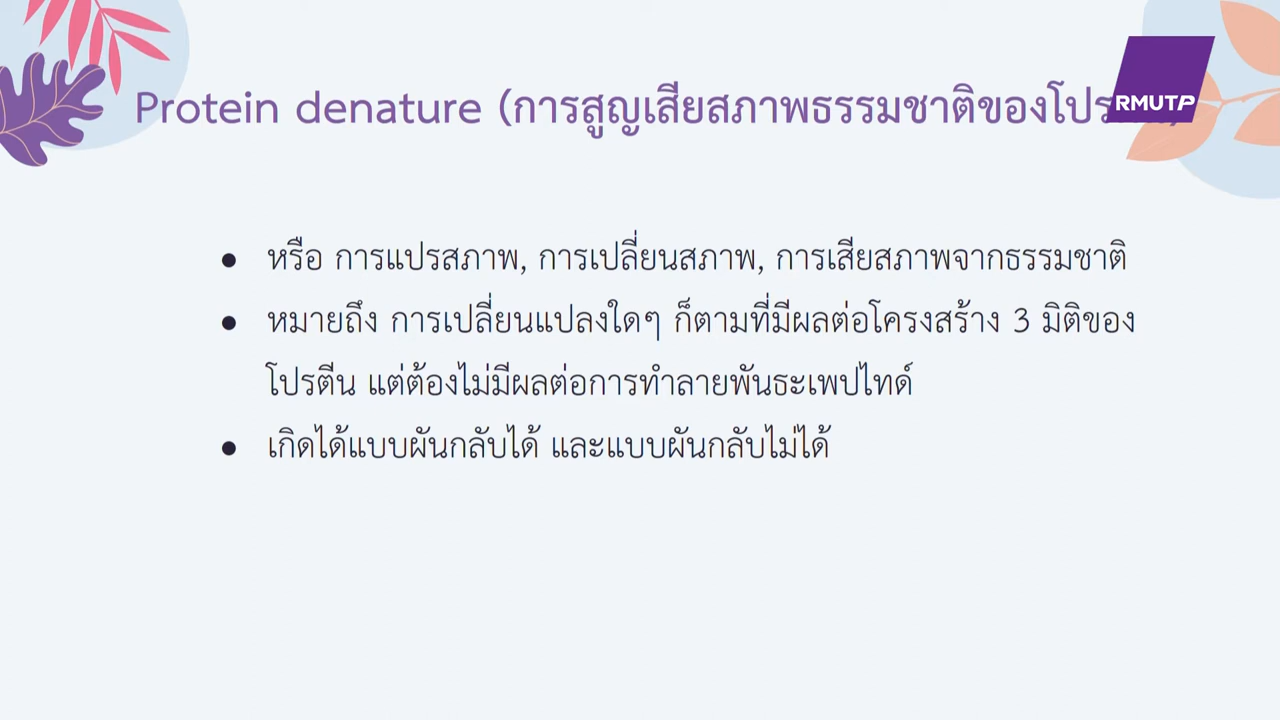 Protein denature (การสูญเสียสภาพธรรมชาติของ
RMUTP
● หรือ การแปรสภาพ, การเปลี่ยนสภาพ, การเสียสภาพจากธรรมชาติ
● หมายถึง การเปลี่ยนแปลงใดๆ ก็ตามที่มีผลต่อโครงสร้าง 3 มิติของ
โปรตีน แต่ต้องไม่มีผลต่อการทำลายพันธะเพปไทด์
● เกิดได้แบบผันกลับได้ และแบบผันกลับไม่ได้